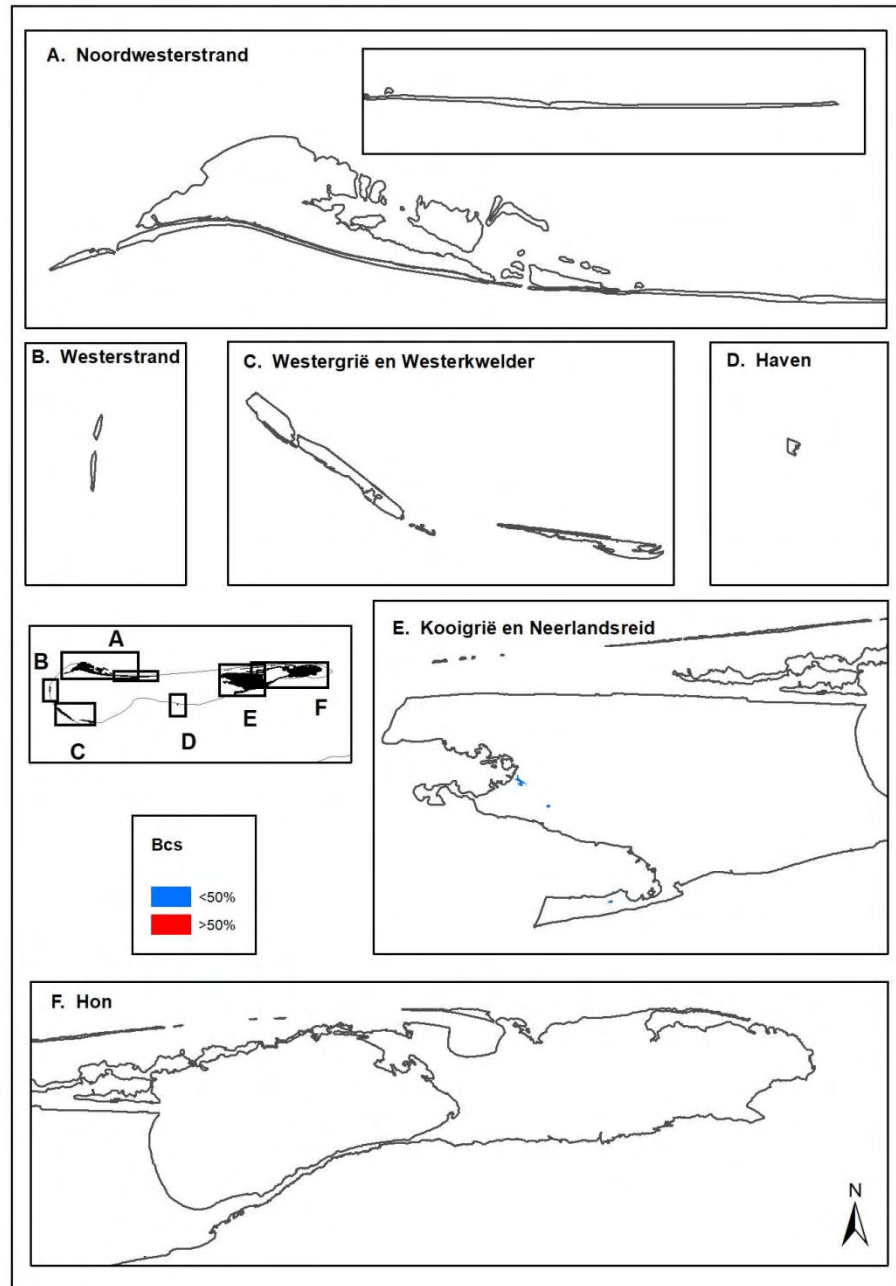 A. Noordwesterstrand
B. Westerstrand
C. Westergrië en Westerkwelder
D. Haven
A
B
C
D
E
F
E. Kooigrië en Neerlandsreid
Bcs
<50%
>50%
F. Hon
N